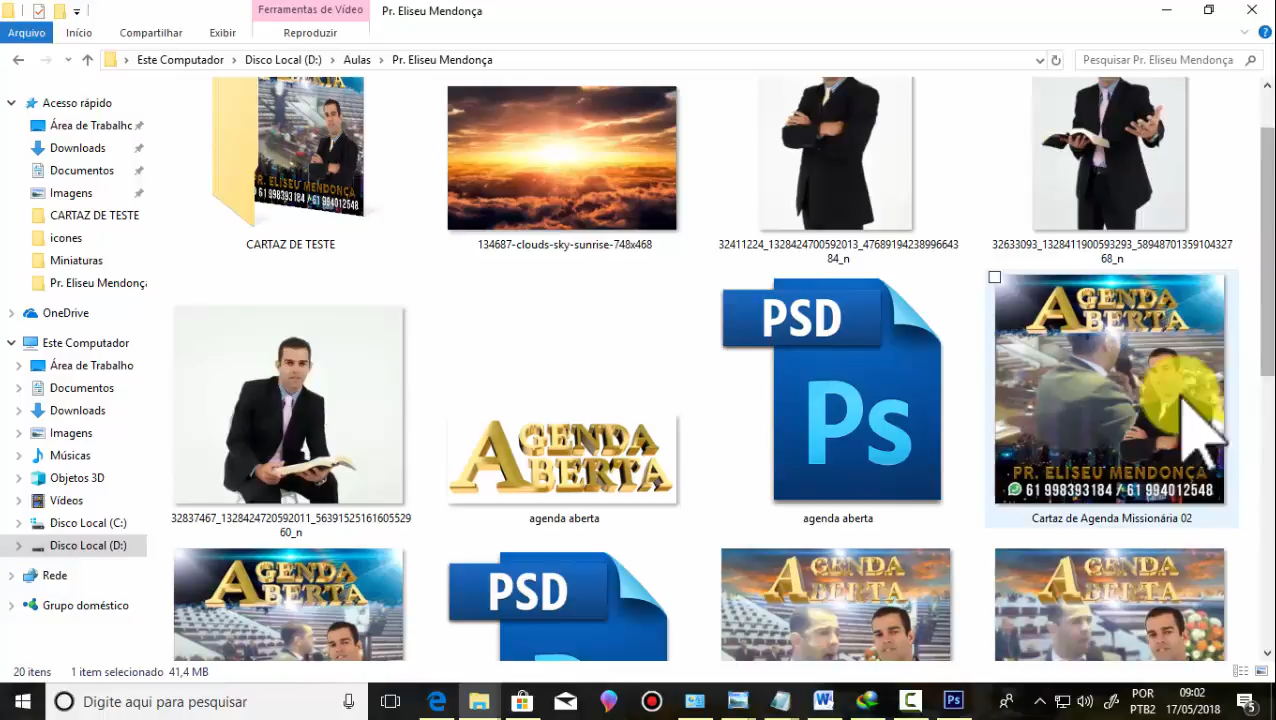 Ferramentas de Vídeo
Pr. Eliseu Mendonça
Arquivo
Início
Compartilhar
Exibir
Reproduzir
Este Computador
Disco Local (D:)
Aulas
Pr. Eliseu Mendonça
Pesquisar Pr. Eliseu Mendonça
Acesso rápido
Área de Trabalhc
Downloads
Documentos
Imagens
CARTAZ DE TESTE
icones
Miniaturas
Pr. Eliseu Mendonç
OneDrive
Este Computador
Área de Trabalho
Documentos
Downloads
Imagens
Músicas
Objetos 3D
Vídeos
Disco Local (C:)
Disco Local (D:)
Rede
Grupo doméstico
PR. ELISEU MENDONÇA
61 998393184 / 61 994012548
CARTAZ DE TESTE
134687-clouds-sky-sunrise-748x468
32411224_1328424700592013_47689194238996643
84_n
32633093_1328411900593293_58948701359104327
68_n
32837467_1328424720592011_56391525161605529
60_n
AGENDA
ABERTA
agenda aberta
PSD
Ps
agenda aberta
AGENDA
ABERTA
PR. ELISEU MENDONÇA
61 998393184 / 61 994012548
Cartaz de Agenda Missionária 02
AGENDA
ABERTA
PSD
AGENDA
ABERTA
AGENDA
ABERTA
20 itens
1 item selecionado 41,4 MB
Digite aqui para pesquisar
POR
PTB2
09:02
17/05/2018
5